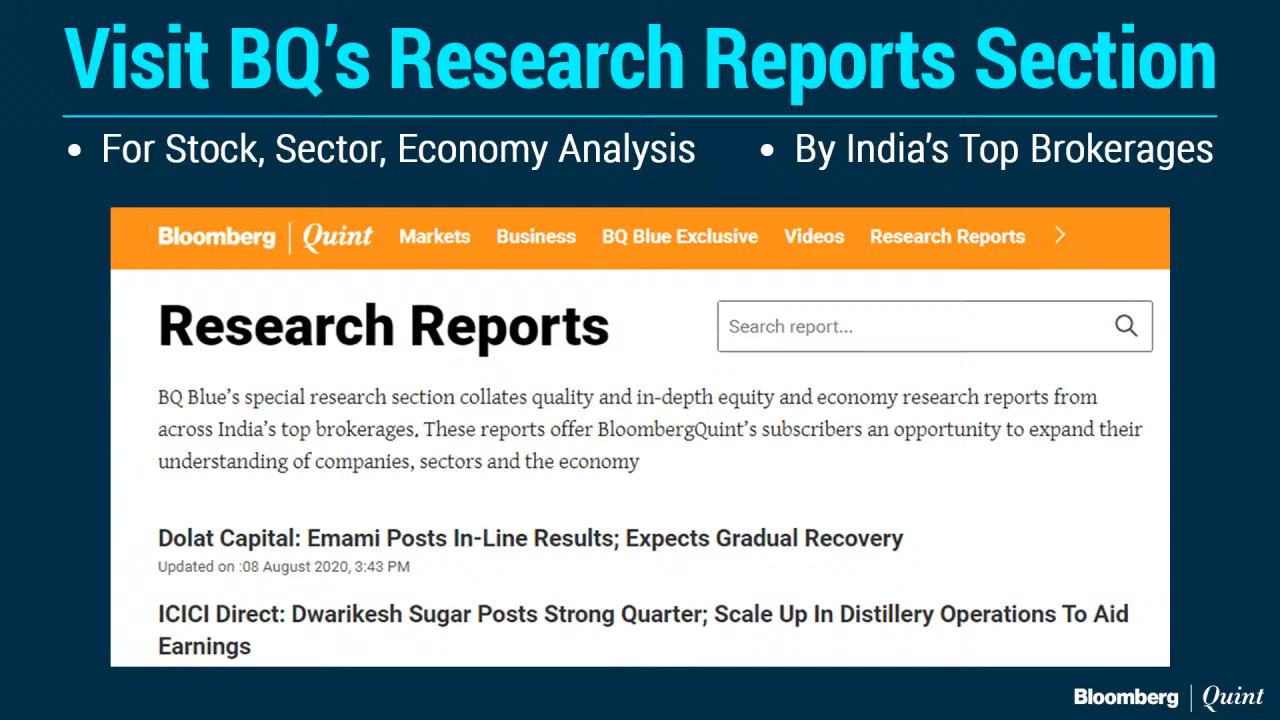 Visit BQ’s Research Reports Section
• For Stock, Sector, Economy Analysis • By India’s Top Brokerages
Bloomberg | Quint Markets Business BQ Blue Exclusive Videos Research Reports >
Research Reports Search report...
BQ Blue’s special research section collates quality and in-depth equity and economy research reports from
across India’s top brokerages. These reports offer BloombergQuint’s subscribers an opportunity to expand their
understanding of companies, sectors and the economy
Dolat Capital: Emami Posts In-Line Results; Expects Gradual Recovery
Updated on :08 August 2020, 3:43 PM
ICICI Direct: Dwarikesh Sugar Posts Strong Quarter; Scale Up In Distillery Operations To Aid
Earnings
Bloomberg | Quint